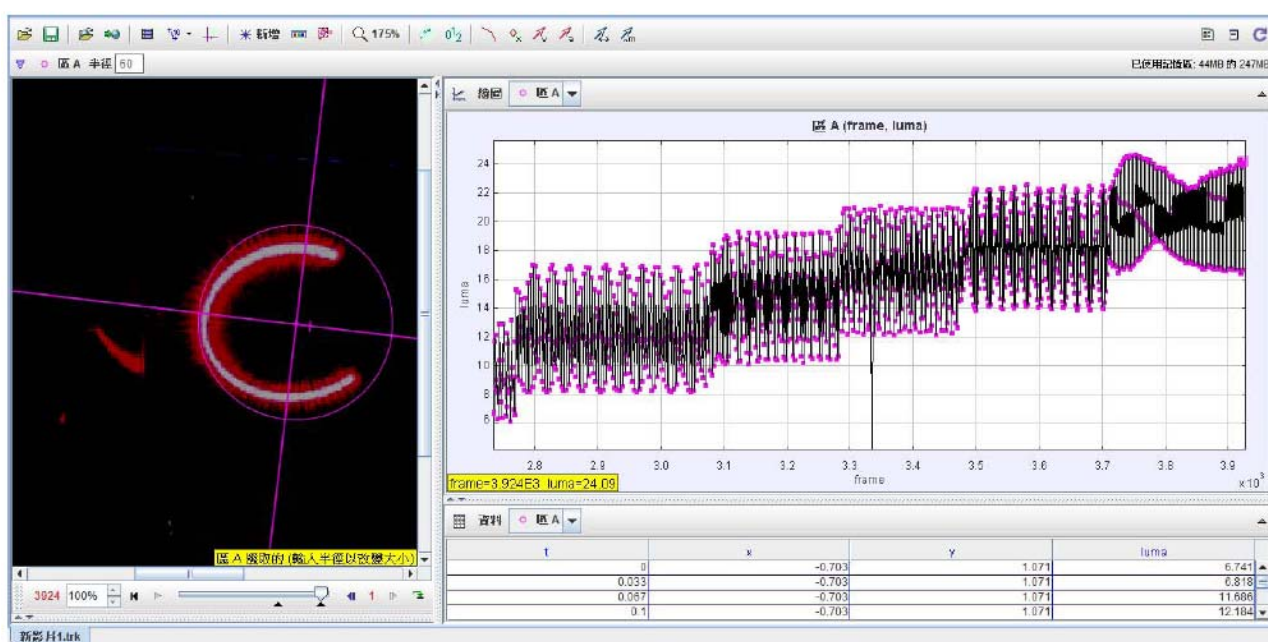 新增 175%
區 A 半徑 60
已使用記憶區: 44MB 的 247MB
繪圖 區 A
區 A (frame, luma)
luma
24
22
20
18
16
14
12
10
8
6
2.8 2.9 3.0 3.1 3.2 3.3 3.4 3.5 3.6 3.7 3.8 3.9
frame
×10³
frame=3.924E3 luma=24.09
資料 區 A
t x y luma
0 -0.703 1.071 6.741
0.033 -0.703 1.071 6.818
0.067 -0.703 1.071 11.686
0.1 -0.703 1.071 12.184
區 A 選取的 (輸入半徑以改變大小)
3924 100% 1
新影片1.trk